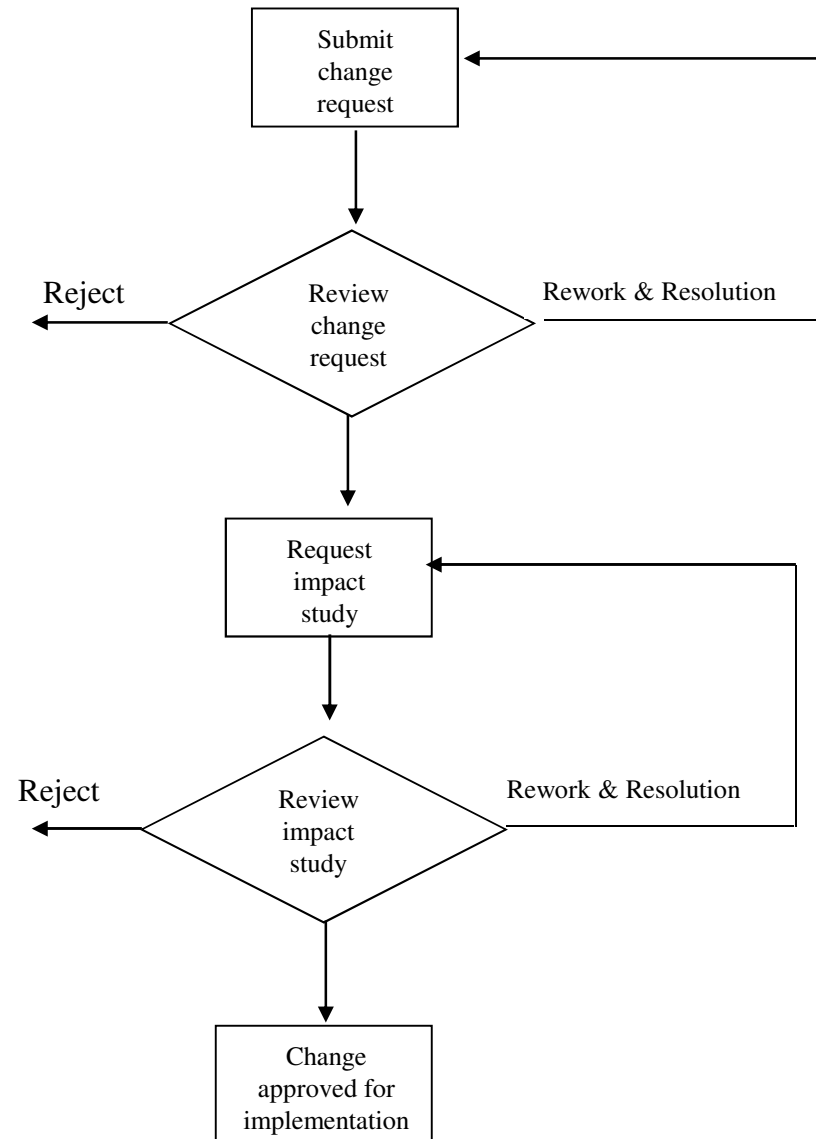 Submit
change
request
Reject
Review
change
request
Rework & Resolution
Request
impact
study
Reject
Review
impact
study
Rework & Resolution
Change
approved for
implementation